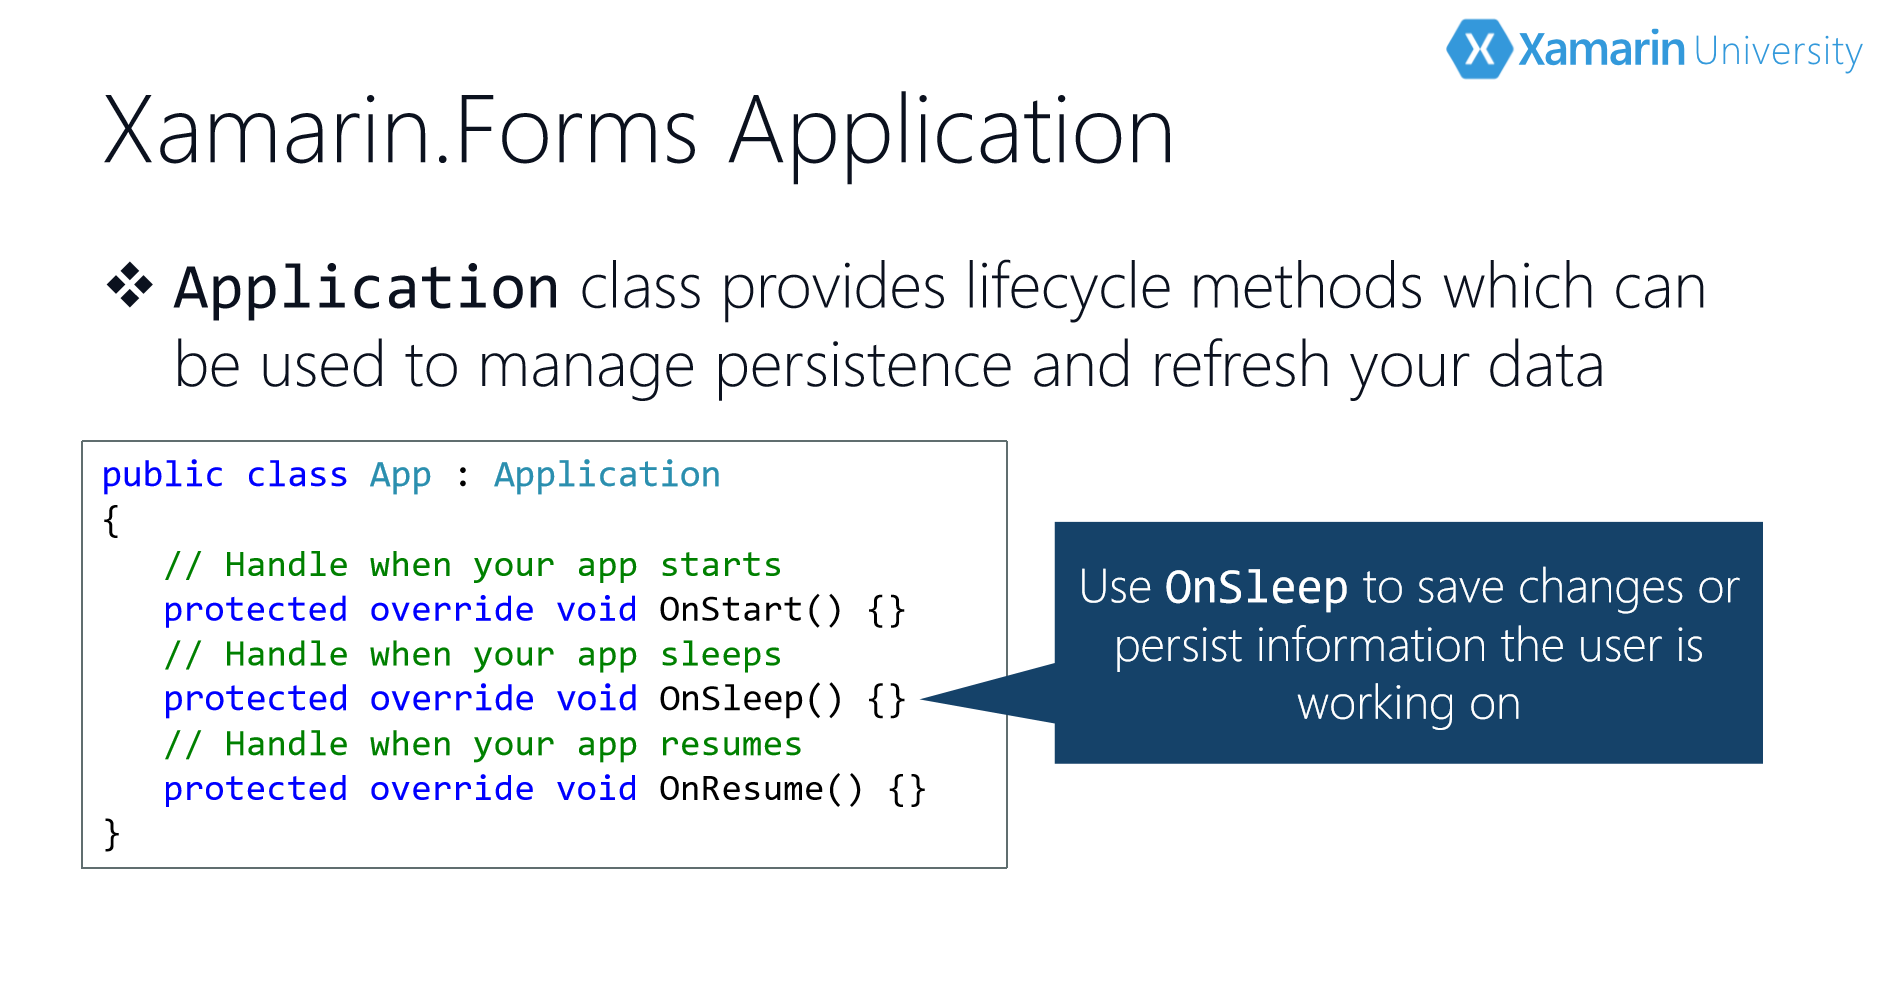 Xamarin University
Xamarin.Forms Application
❖ Application class provides lifecycle methods which can
be used to manage persistence and refresh your data
public class App : Application
{
   // Handle when your app starts
   protected override void OnStart() {}
   // Handle when your app sleeps
   protected override void OnSleep() {}
   // Handle when your app resumes
   protected override void OnResume() {}
}
Use OnSleep to save changes or
persist information the user is
working on